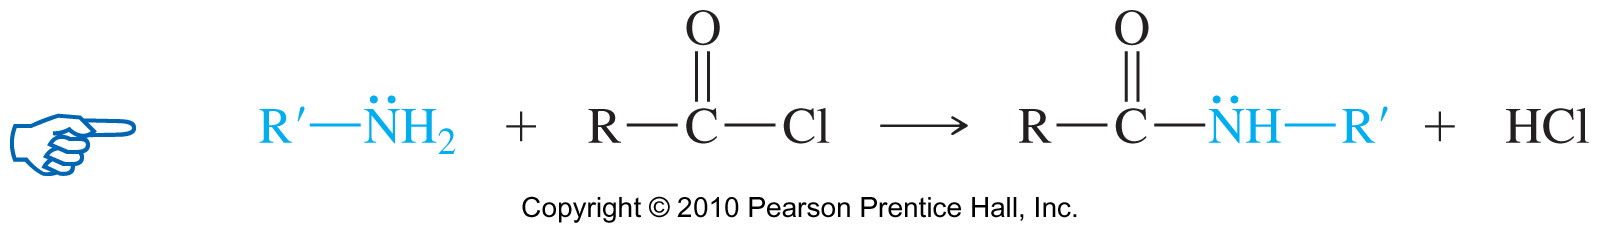 O O
R′—N̈H₂ + R—C—Cl ⟶ R—C—N̈H—R′ + HCl
Copyright © 2010 Pearson Prentice Hall, Inc.